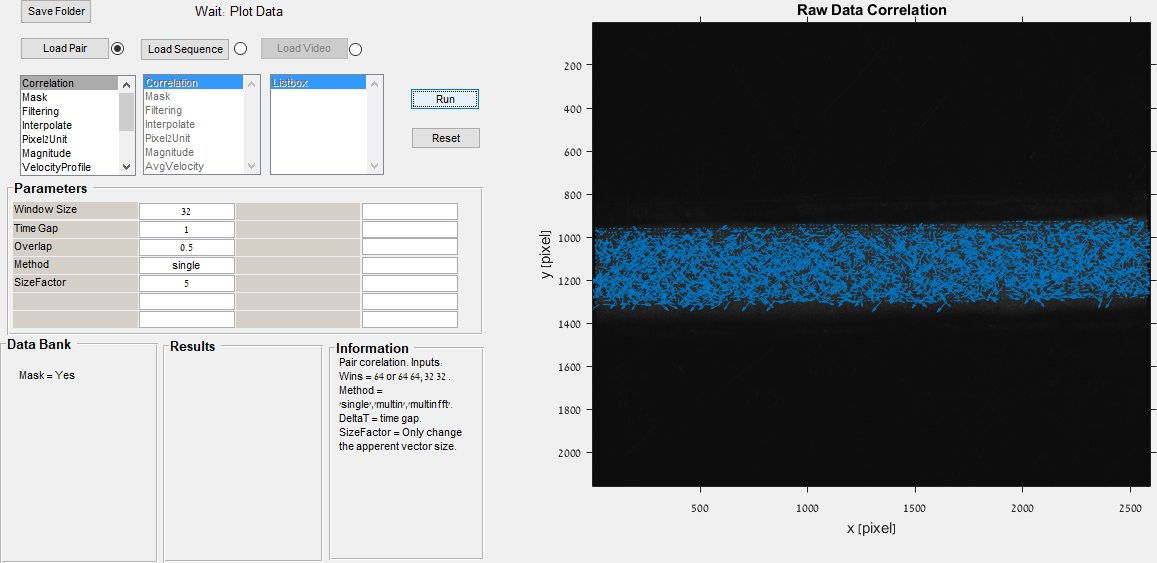 Save Folder
Wait: Plot Data
Load Pair
Load Sequence
Load Video
Correlation
Mask
Filtering
Interpolate
Pixel2Unit
Magnitude
VelocityProfile
Correlation
Mask
Filtering
Interpolate
Pixel2Unit
Magnitude
AvgVelocity
Listbox
Run
Reset
Parameters
Window Size 32
Time Gap 1
Overlap 0.5
Method single
SizeFactor 5
Data Bank
Mask = Yes
Results
Information
Pair corelation. Inputs:
Wins = 64 or 64 64, 32 32 .
Method =
'single','multin','multinfft'.
DeltaT = time gap.
SizeFactor = Only change
the apperent vector size.
Raw Data Correlation
y [pixel]
200
400
600
800
1000
1200
1400
1600
1800
2000
500 1000 1500 2000 2500
x [pixel]